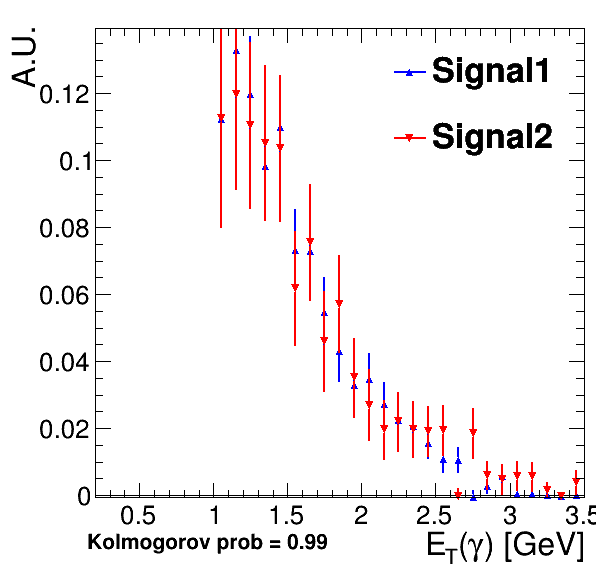 A.U.
Signal1
Signal2
0.12
0.1
0.08
0.06
0.04
0.02
0
0.5 1 1.5 2 2.5 3 3.5
E_T(γ) [GeV]
Kolmogorov prob = 0.99